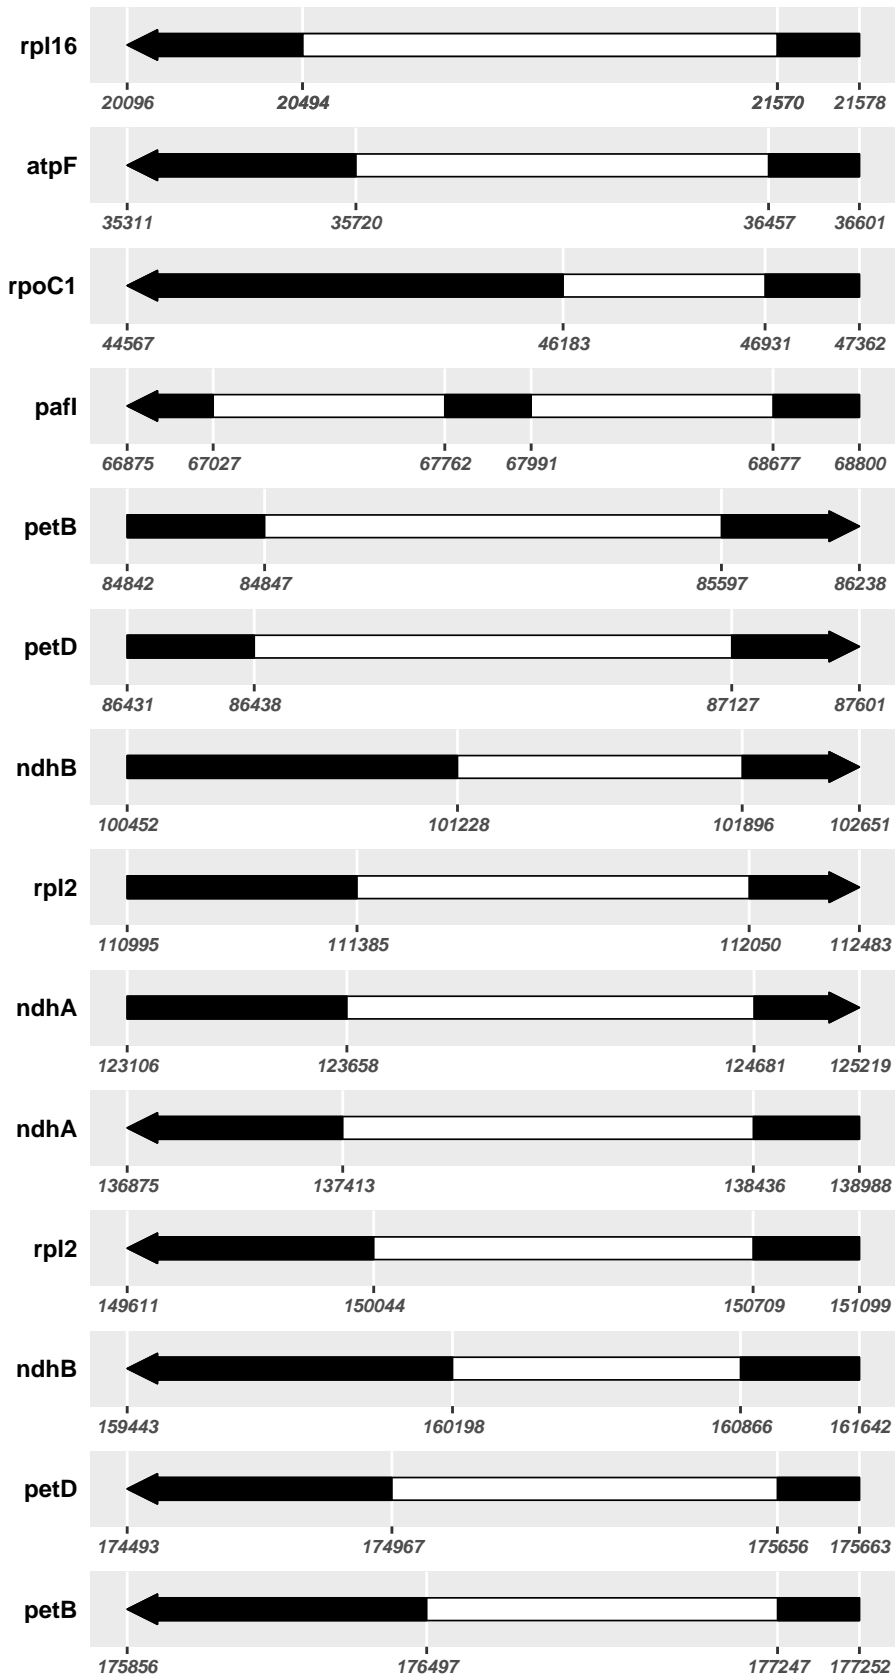 rpl16
20096 20494 21570 21578
atpF
35311 35720 36457 36601
rpoC1
44567 46183 46931 47362
pafI
66875 67027 67762 67991 68677 68800
petB
84842 84847 85597 86238
petD
86431 86438 87127 87601
ndhB
100452 101228 101896 102651
rpl2
110995 111385 112050 112483
ndhA
123106 123658 124681 125219
ndhA
136875 137413 138436 138988
rpl2
149611 150044 150709 151099
ndhB
159443 160198 160866 161642
petD
174493 174967 175656 175663
petB
175856 176497 177247 177252